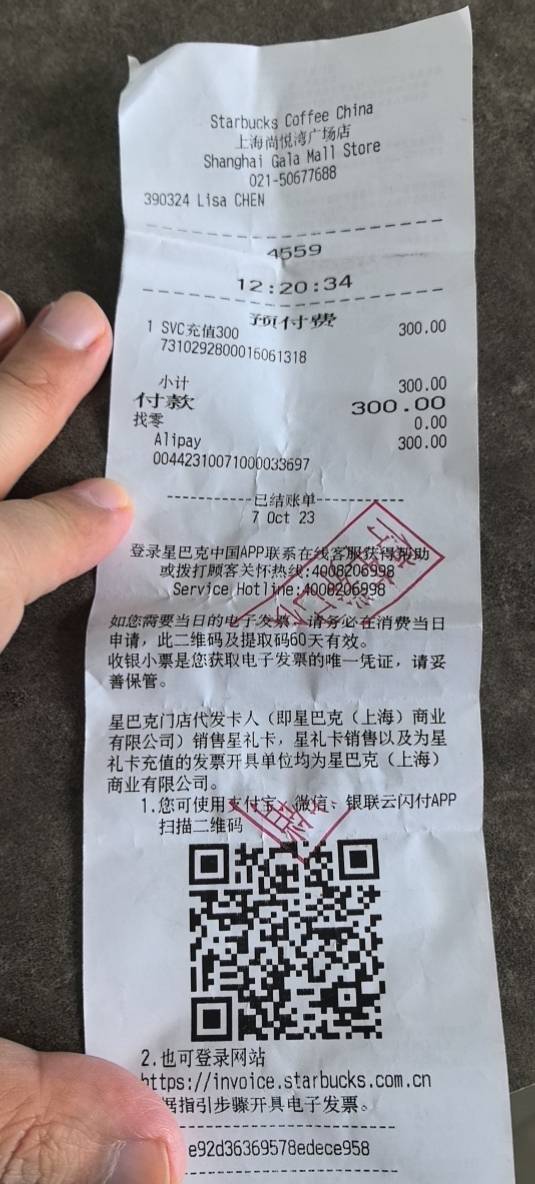 Starbucks Coffee China
上海尚悦湾广场店
Shanghai Gala Mall Store
021-50677688
390324 Lisa CHEN
4559
12:20:34
预付费
1 SVC充值300 300.00
7310292800016061318
小计 300.00
付款 300.00
找零 0.00
Alipay 300.00
00442310071000033697
------------已结账单------------
7 Oct 23
登录星巴克中国APP联系在线客服获得帮助
或拨打顾客关怀热线:4008206998
Service Hotline:4008206998
如您需要当日的电子发票，请务必在消费当日
申请，此二维码及提取码60天有效。
收银小票是您获取电子发票的唯一凭证，请妥
善保管。
星巴克门店代发卡人（即星巴克（上海）商业
有限公司）销售星礼卡，星礼卡销售以及为星
礼卡充值的发票开具单位均为星巴克（上海）
商业有限公司。
1.您可使用支付宝、微信、银联云闪付APP
扫描二维码
2.也可登录网站
https://invoice.starbucks.com.cn
据指引步骤开具电子发票。
e92d36369578edece958